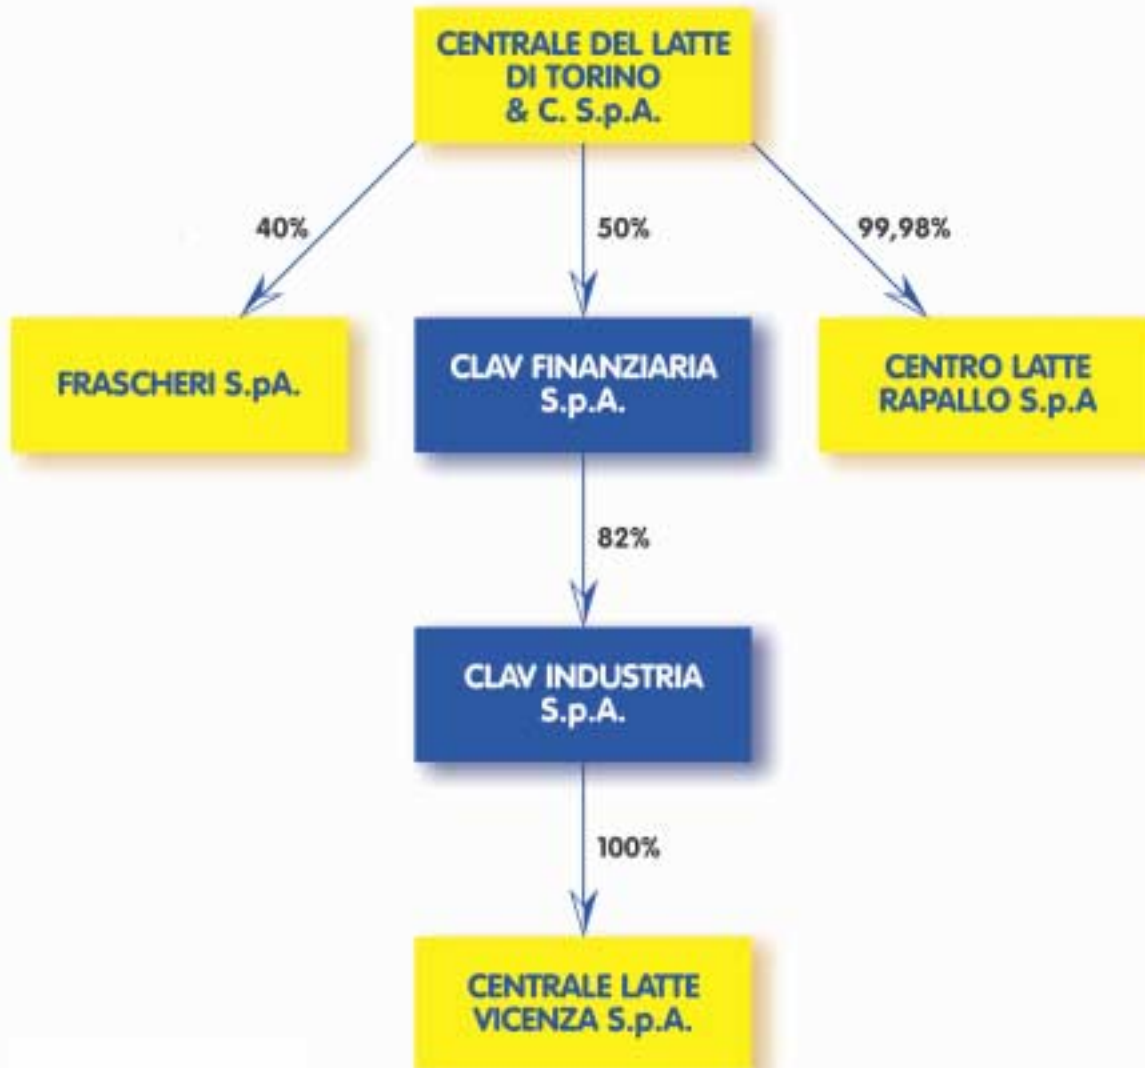 CENTRALE DEL LATTE
DI TORINO
& C. S.p.A.
40%
50%
99,98%
FRASCHERI S.pA.
CLAV FINANZIARIA
S.p.A.
CENTRO LATTE
RAPALLO S.p.A
82%
CLAV INDUSTRIA
S.p.A.
100%
CENTRALE LATTE
VICENZA S.p.A.